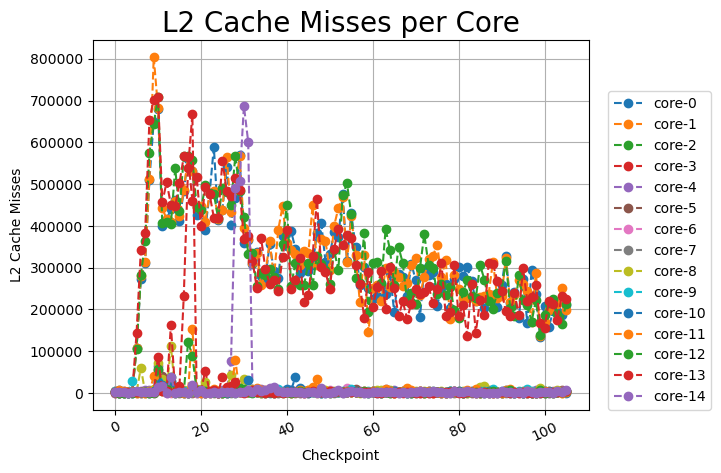 L2 Cache Misses per Core
800000
700000
600000
500000
400000
300000
200000
100000
0
L2 Cache Misses
0
20
40
60
80
100
Checkpoint
core-0
core-1
core-2
core-3
core-4
core-5
core-6
core-7
core-8
core-9
core-10
core-11
core-12
core-13
core-14